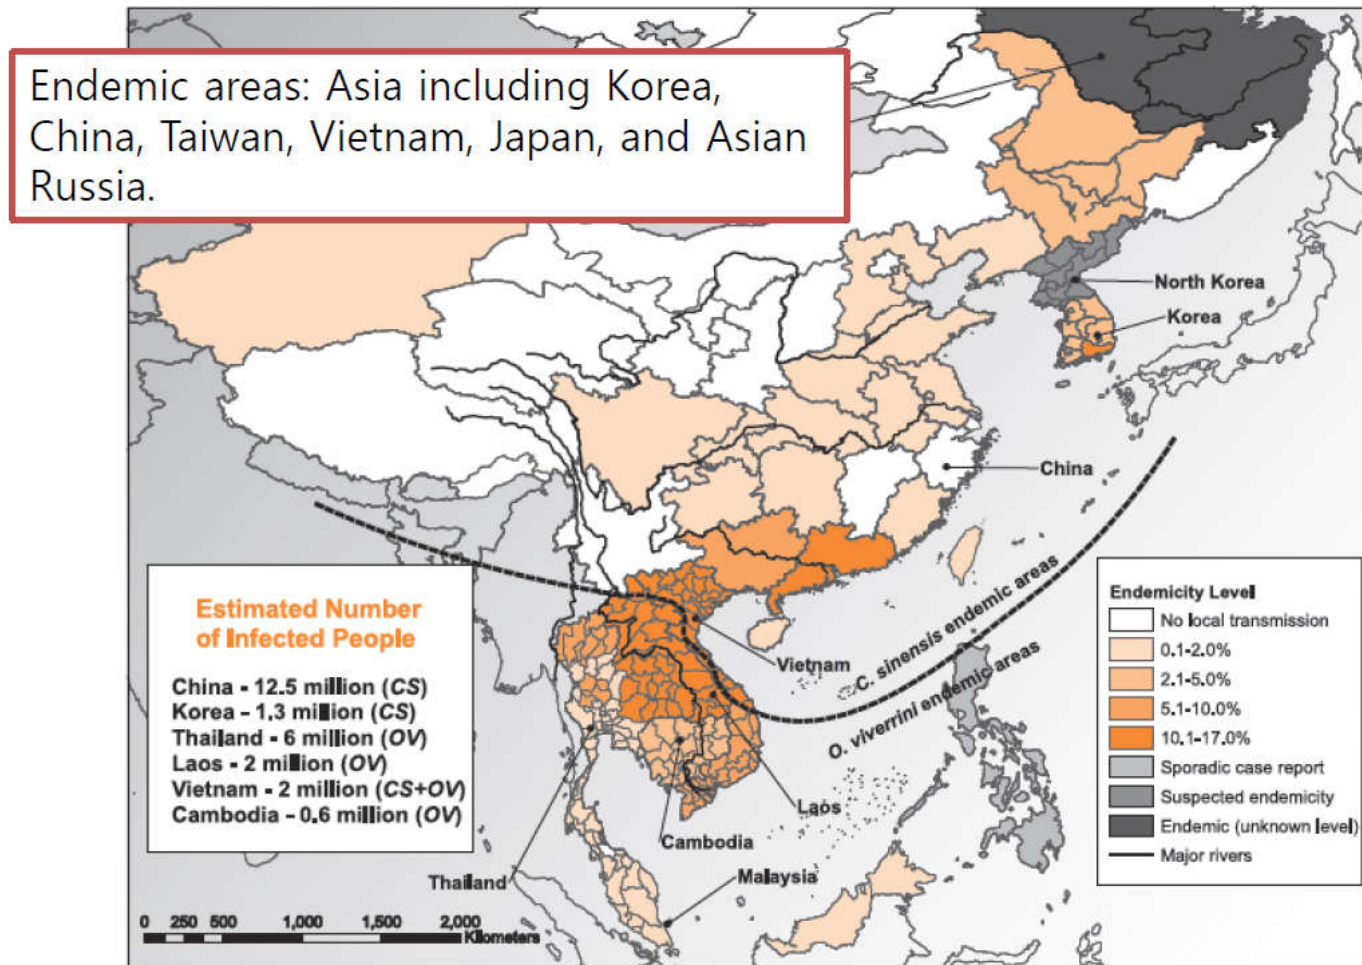 Endemic areas: Asia including Korea,
China, Taiwan, Vietnam, Japan, and Asian
Russia.
North Korea
Korea
China
Vietnam
C. sinensis endemic areas
O. viverrini endemic areas
Laos
Cambodia
Thailand
Malaysia
Estimated Number
of Infected People
China - 12.5 million (CS)
Korea - 1.3 million (CS)
Thailand - 6 million (OV)
Laos - 2 million (OV)
Vietnam - 2 million (CS+OV)
Cambodia - 0.6 million (OV)
Endemicity Level
No local transmission
0.1-2.0%
2.1-5.0%
5.1-10.0%
10.1-17.0%
Sporadic case report
Suspected endemicity
Endemic (unknown level)
Major rivers
0 250 500 1,000 1,500 2,000
Kilometers